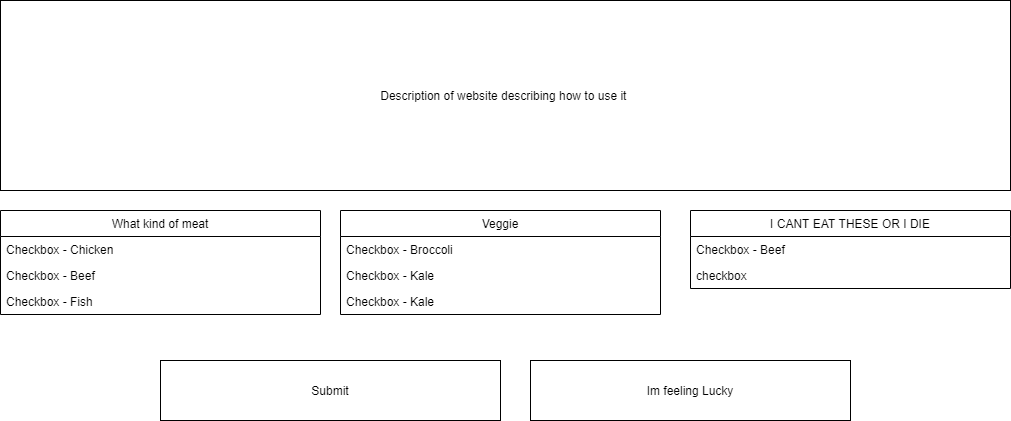 Description of website describing how to use it
What kind of meat
Checkbox - Chicken
Checkbox - Beef
Checkbox - Fish
Veggie
Checkbox - Broccoli
Checkbox - Kale
Checkbox - Kale
I CANT EAT THESE OR I DIE
Checkbox - Beef
checkbox
Submit
Im feeling Lucky